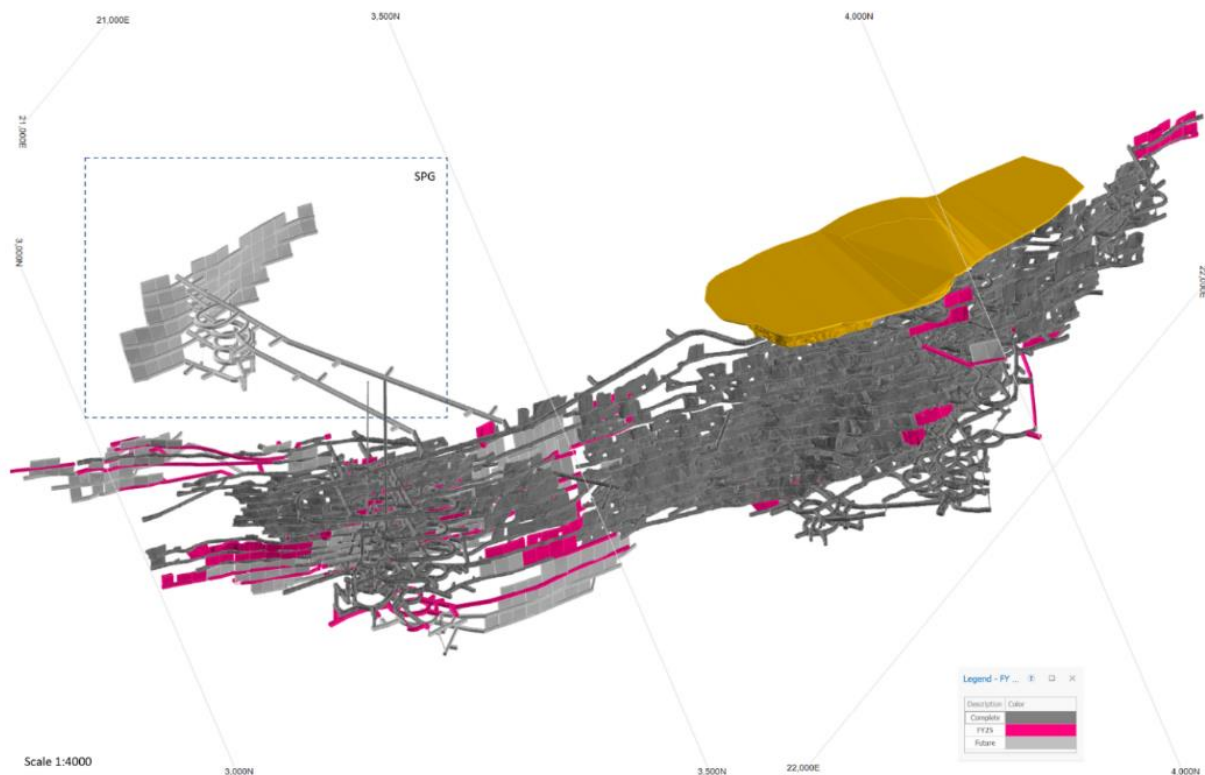 21,000E
3,500N
4,000N
21,000E
SPG
3,000N
22,000E
Legend - FY ...
Description Color
Complete
FY25
Future
Scale 1:4000
3,000N
3,500N
22,000E
4,000N